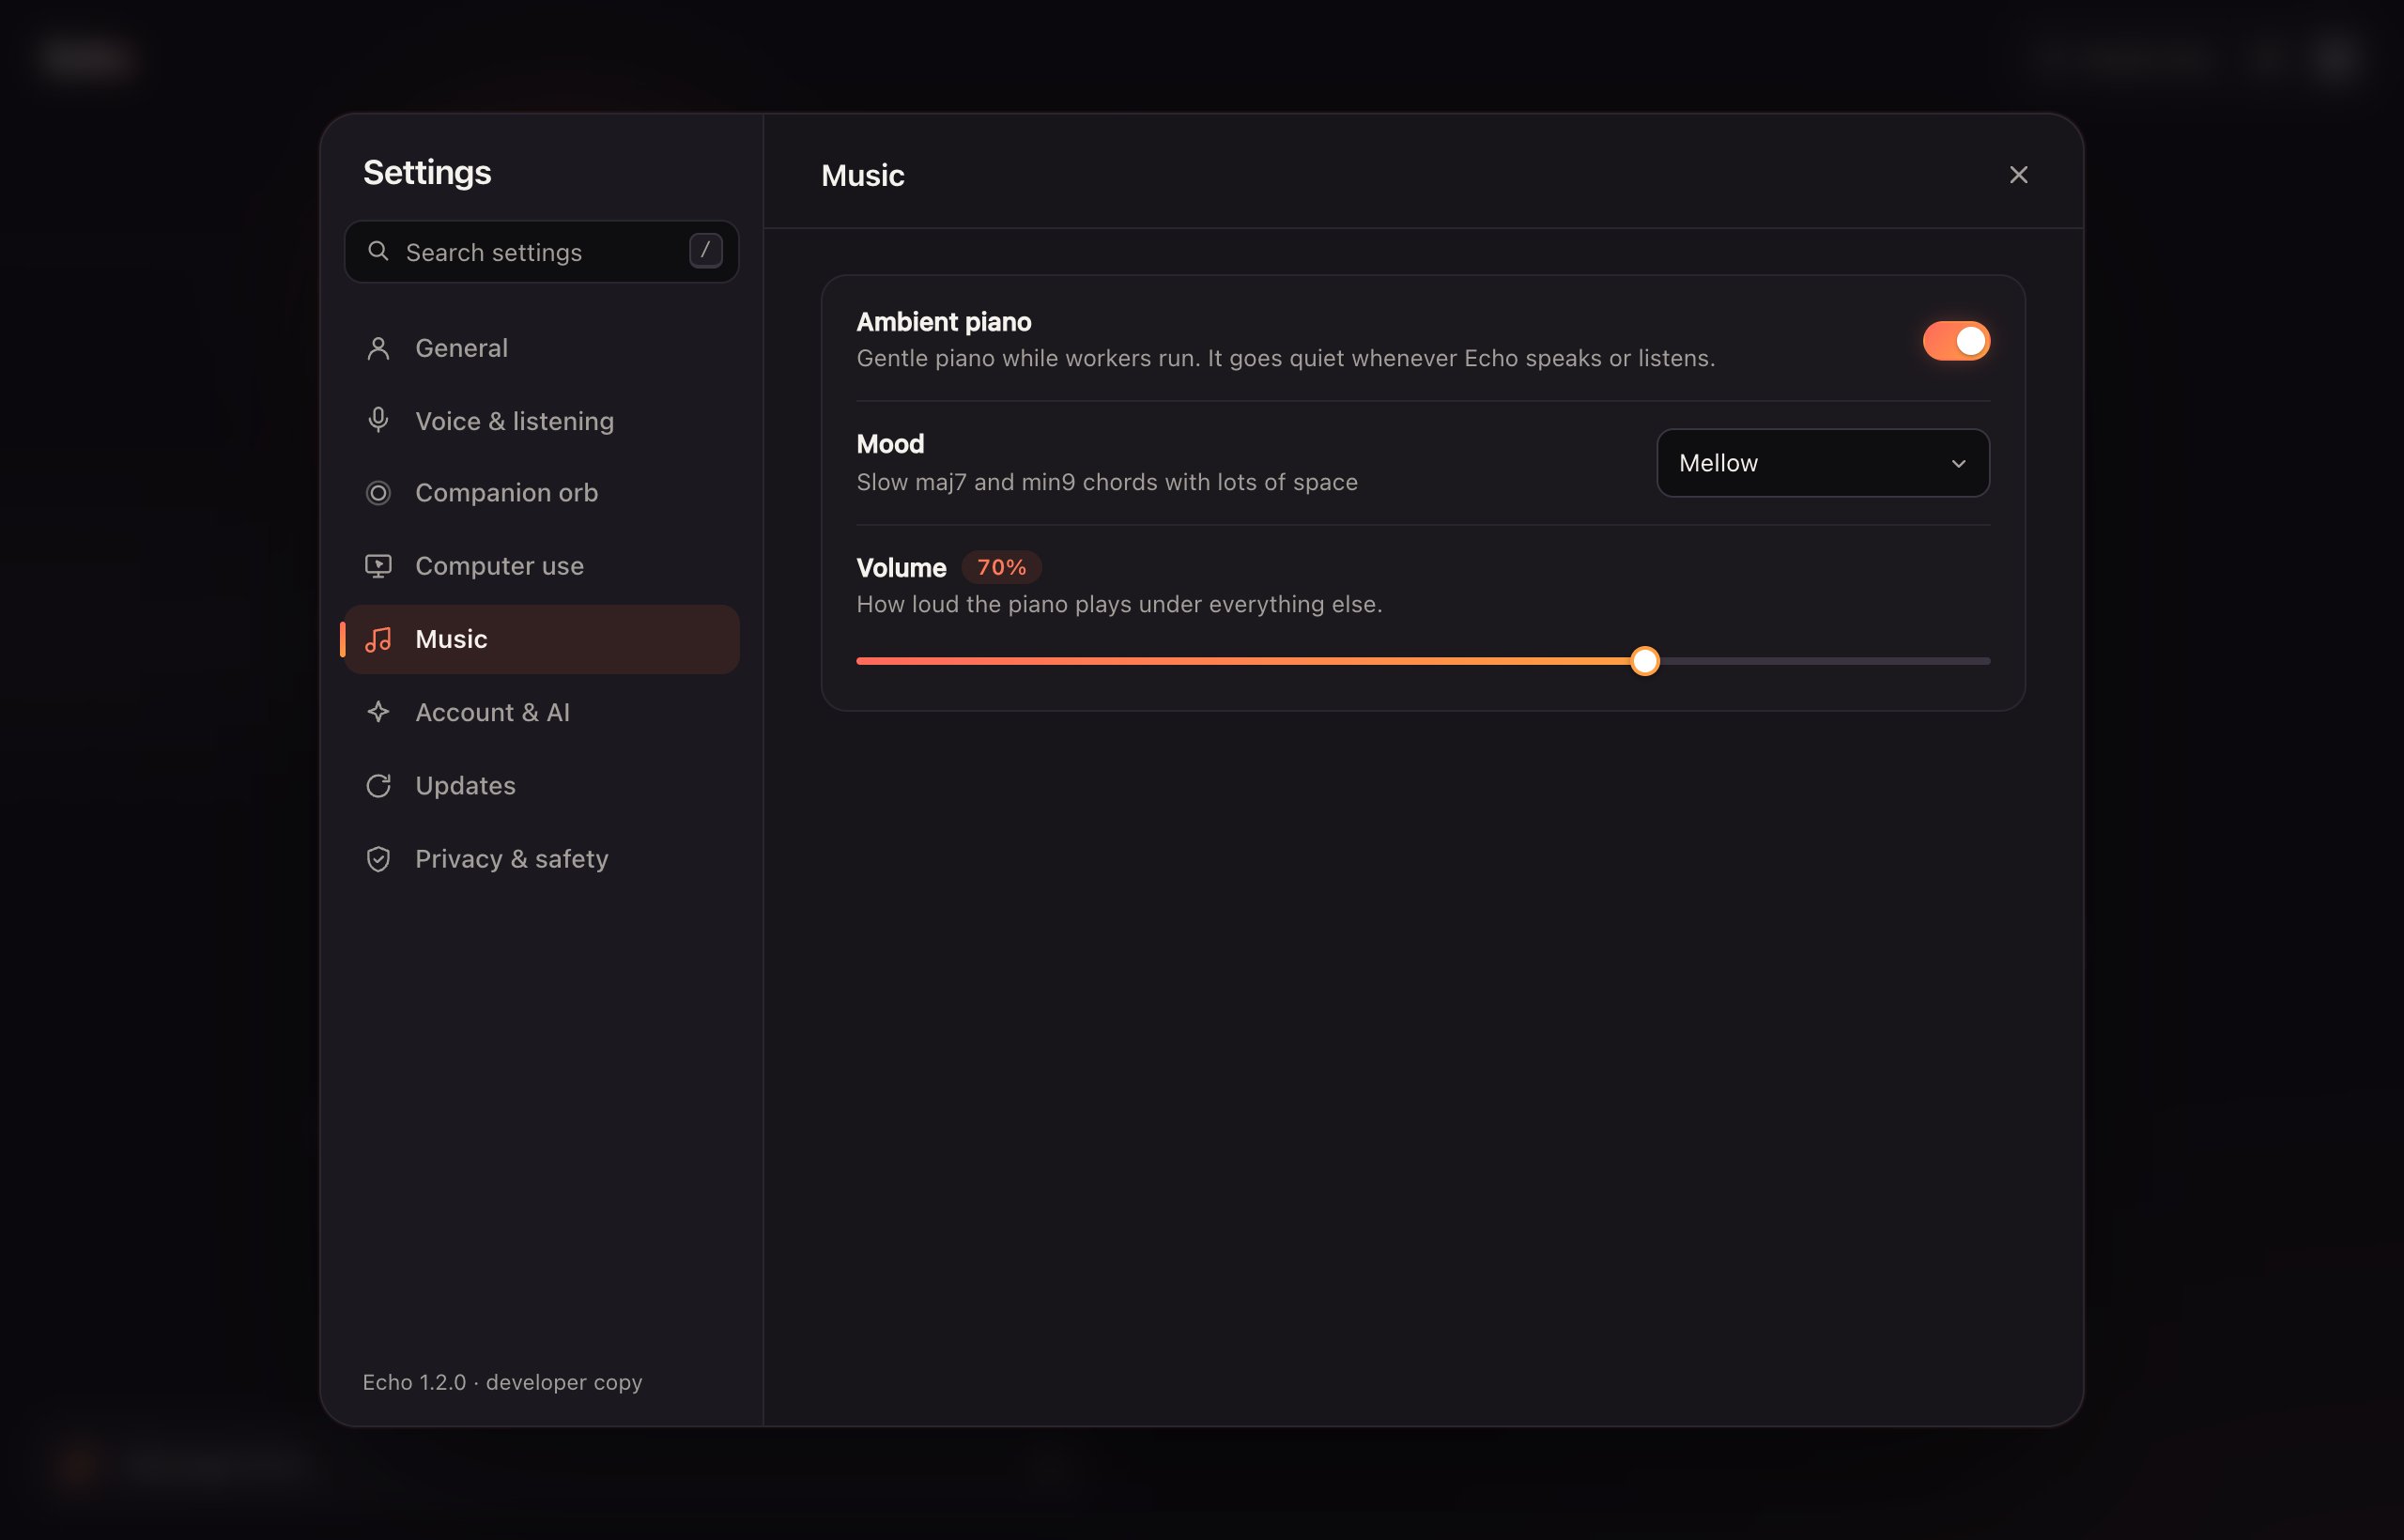 Settings
Search settings /
General
Voice & listening
Companion orb
Computer use
Music
Account & AI
Updates
Privacy & safety
Echo 1.2.0 · developer copy
Music
Ambient piano
Gentle piano while workers run. It goes quiet whenever Echo speaks or listens.
Mood
Slow maj7 and min9 chords with lots of space
Mellow
Volume 70%
How loud the piano plays under everything else.